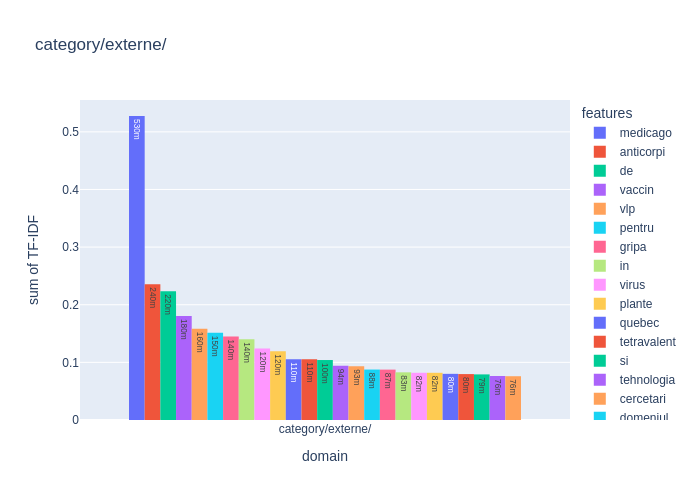 category/externe/
features
medicago
anticorpi
de
vaccin
vlp
pentru
gripa
in
virus
plante
quebec
tetravalent
si
tehnologia
cercetari
domeniul
sum of TF-IDF
0.5
0.4
0.3
0.2
0.1
0
530m
240m
220m
180m
160m
150m
140m
140m
120m
120m
110m
110m
100m
94m
93m
88m
87m
83m
82m
82m
80m
80m
79m
76m
76m
category/externe/
domain